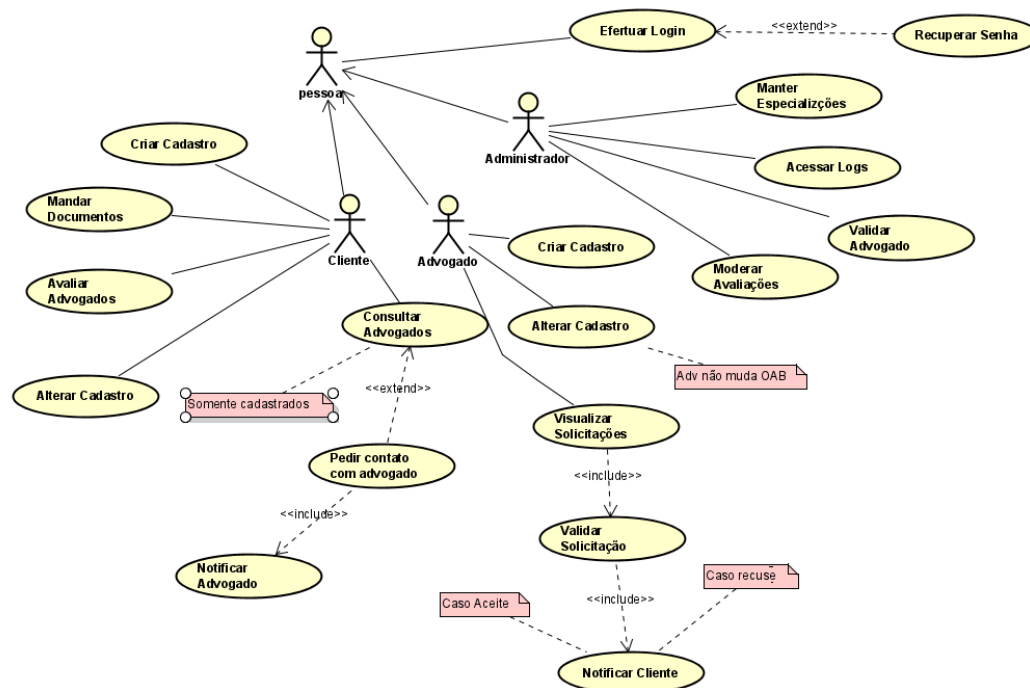 Efertuar Login
<<extend>>
Recuperar Senha
pessoa
Manter
Especializções
Administrador
Criar Cadastro
Acessar Logs
Mandar
Documentos
Validar
Advogado
Criar Cadastro
Cliente
Advogado
Moderar
Avaliações
Avaliar
Advogados
Consultar
Advogados
Alterar Cadastro
Adv não muda OAB
<<extend>>
Alterar Cadastro
Somente cadastrados
Visualizar
Solicitações
Pedir contato
com advogado
<<include>>
<<include>>
Validar
Solicitação
Notificar
Advogado
Caso recuse
Caso Aceite
<<include>>
Notificar Cliente